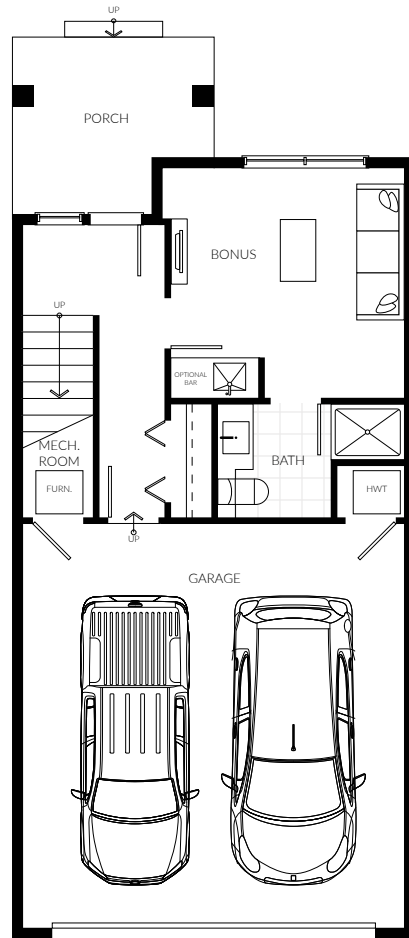 UP
PORCH
BONUS
UP
OPTIONAL
BAR
MECH.
ROOM
BATH
FURN.
HWT
UP
GARAGE